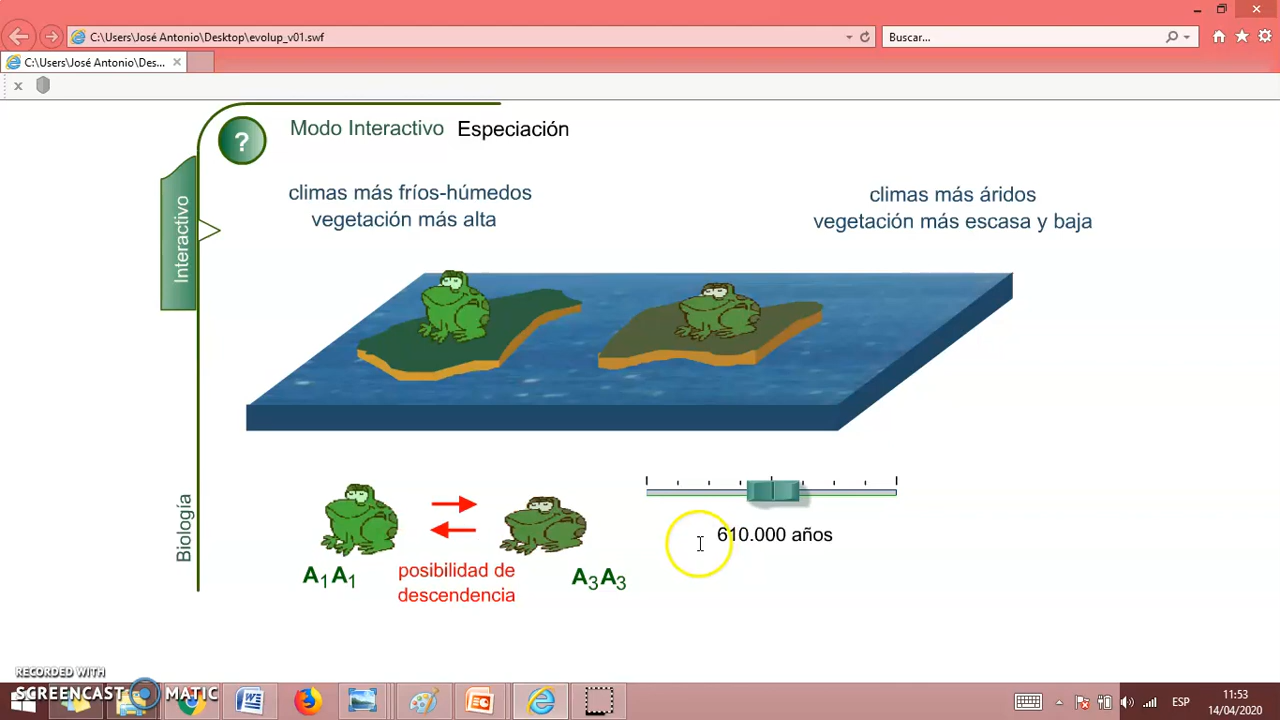 C:\Users\José Antonio\Desktop\evolup_v01.swf
Buscar...
C:\Users\José Antonio\Des...
Modo Interactivo Especiación
?
Interactivo
climas más fríos-húmedos
vegetación más alta
climas más áridos
vegetación más escasa y baja
Biología
610.000 años
A1A1
posibilidad de
descendencia
A3A3
RECORDED WITH
SCREENCAST MATIC
ESP
11:53
14/04/2020